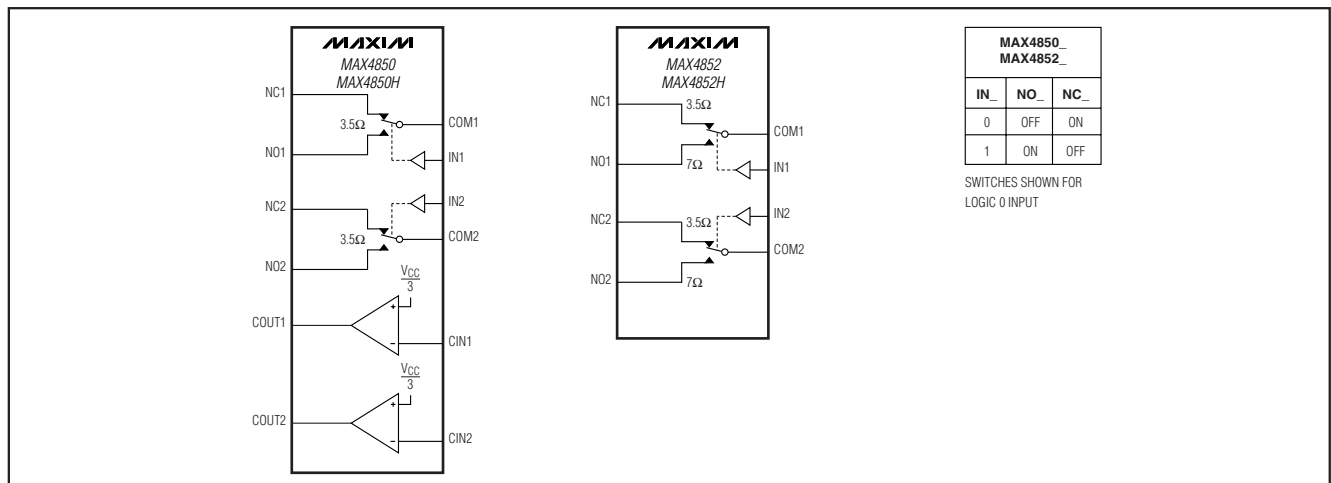 MAXIM
MAX4850
MAX4850H
NC1
3.5Ω
COM1
NO1
IN1
NC2
IN2
3.5Ω
COM2
NO2
VCC
3
COUT1
+
−
CIN1
VCC
3
COUT2
+
−
CIN2
MAXIM
MAX4852
MAX4852H
NC1
3.5Ω
COM1
NO1
7Ω
IN1
NC2
3.5Ω
IN2
COM2
NO2
7Ω
MAX4850_
MAX4852_
IN_ NO_ NC_
0 OFF ON
1 ON OFF
SWITCHES SHOWN FOR
LOGIC 0 INPUT